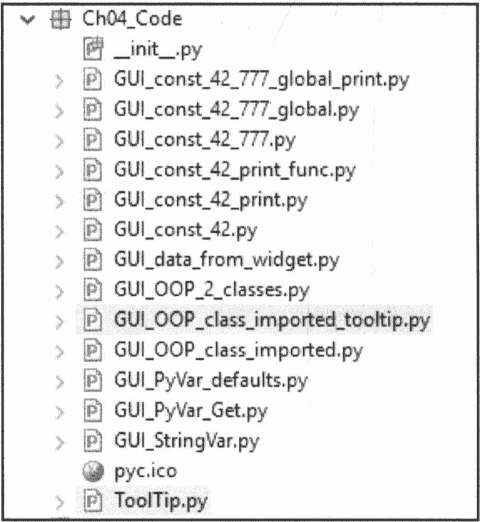 Ch04_Code
__init__.py
GUI_const_42_777_global_print.py
GUI_const_42_777_global.py
GUI_const_42_777.py
GUI_const_42_print_func.py
GUI_const_42_print.py
GUI_const_42.py
GUI_data_from_widget.py
GUI_OOP_2_classes.py
GUI_OOP_class_imported_tooltip.py
GUI_OOP_class_imported.py
GUI_PyVar_defaults.py
GUI_PyVar_Get.py
GUI_StringVar.py
pyc.ico
ToolTip.py